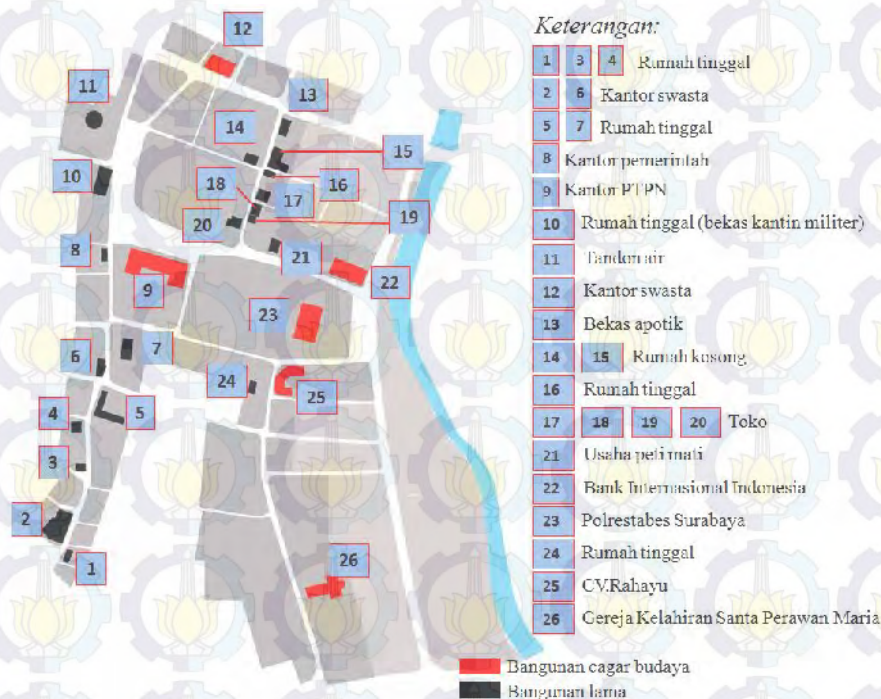 Keterangan:
1 3 4 Rumah tinggal
2 6 Kantor swasta
5 7 Rumah tinggal
8 Kantor pemerintah
9 Kantor PTPN
10 Rumah tinggal (bekas kantin militer)
11 Tandon air
12 Kantor swasta
13 Bekas apotik
14 15 Rumah kosong
16 Rumah tinggal
17 18 19 20 Toko
21 Usaha peti mati
22 Bank Internasional Indonesia
23 Polrestabes Surabaya
24 Rumah tinggal
25 CV.Rahayu
26 Gereja Kelahiran Santa Perawan Maria
12
11
13
14
15
10
18
16
17
20
19
8
21
9
22
23
6
7
24
25
4
5
3
2
26
1
Bangunan cagar budaya
Bangunan lama